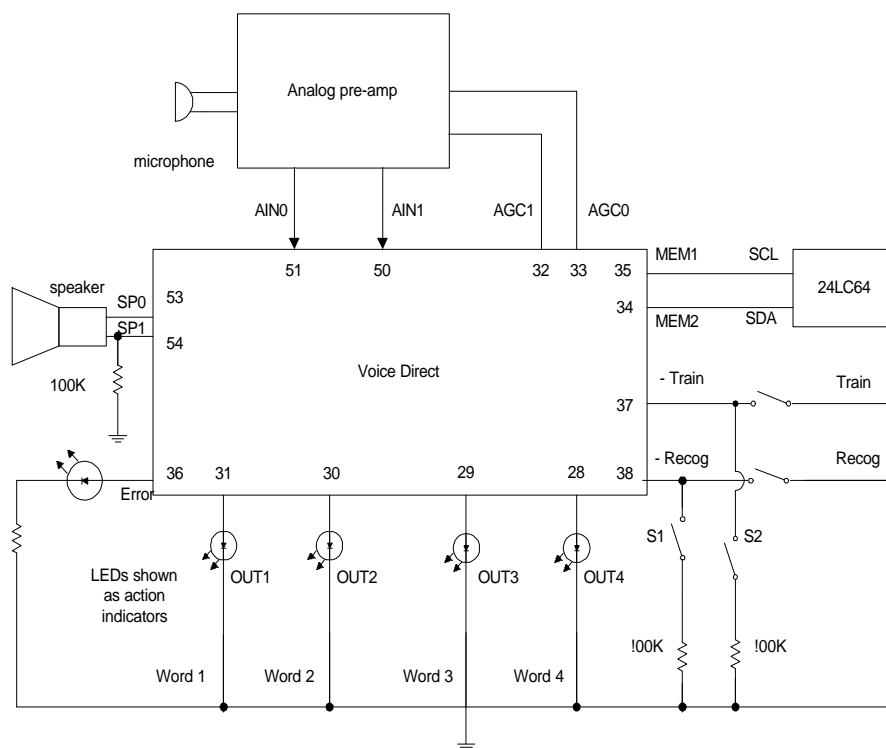 Analog pre-amp
microphone
AIN0
AIN1
AGC1
AGC0
51
50
32
33
35
MEM1
SCL
24LC64
34
MEM2
SDA
speaker
SP0
53
SP1
54
100K
Voice Direct
- Train
Train
37
- Recog
Recog
38
36
31
30
29
28
Error
S1
S2
LEDs shown
as action
indicators
OUT1
OUT2
OUT3
OUT4
!00K
!00K
Word 1
Word 2
Word 3
Word 4